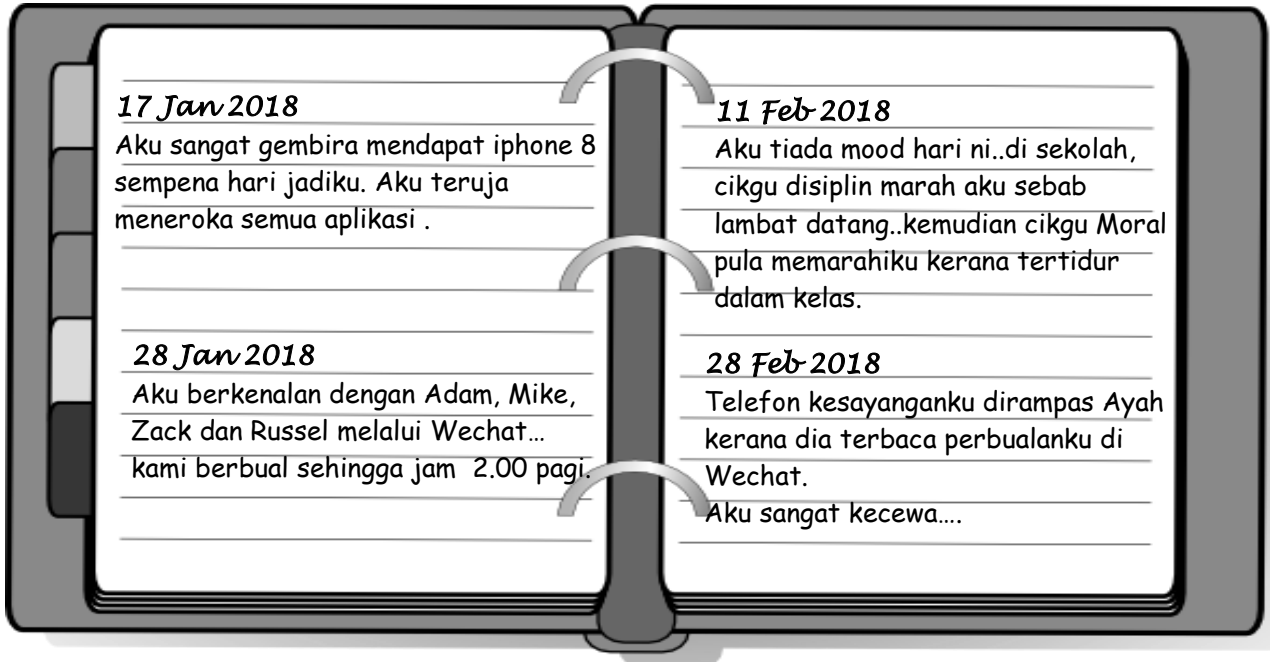 17 Jan 2018
Aku sangat gembira mendapat iphone 8
sempena hari jadiku. Aku teruja
meneroka semua aplikasi .
28 Jan 2018
Aku berkenalan dengan Adam, Mike,
Zack dan Russel melalui Wechat...
kami berbual sehingga jam  2.00 pagi.
11 Feb 2018
Aku tiada mood hari ni..di sekolah,
cikgu disiplin marah aku sebab
lambat datang..kemudian cikgu Moral
pula memarahiku kerana tertidur
dalam kelas.
28 Feb 2018
Telefon kesayanganku dirampas Ayah
kerana dia terbaca perbualanku di
Wechat.
Aku sangat kecewa....